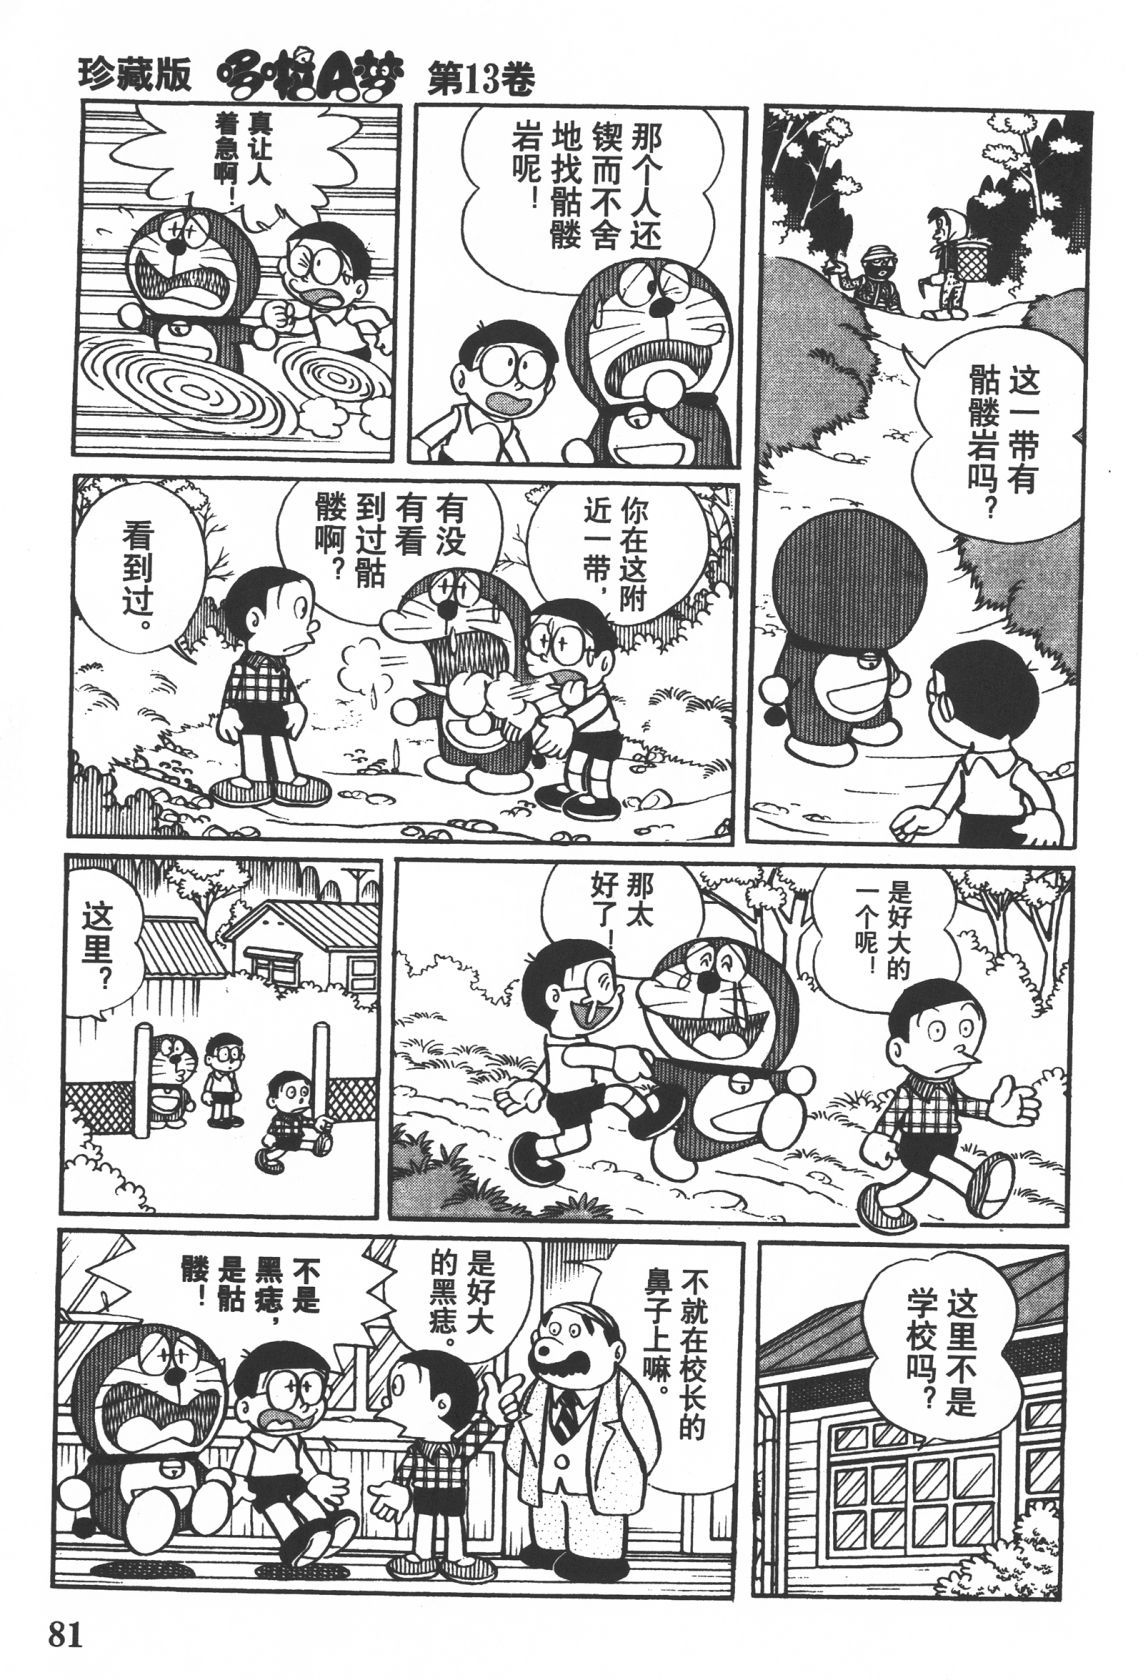 珍藏版 哆啦A梦 第13卷
这一带有
骷髅岩吗？
那个人还
锲而不舍
地找骷髅
岩呢！
真让人
着急啊！
你在这附
近一带，
有没
有看
到过骷
髅啊？
看到过。
是好大的
一个呢！
那太
好了！
这里？
这里不是
学校吗？
不就在校长的
鼻子上嘛。
是好大
的黑痣。
不是
黑痣，
是骷
髅！
81